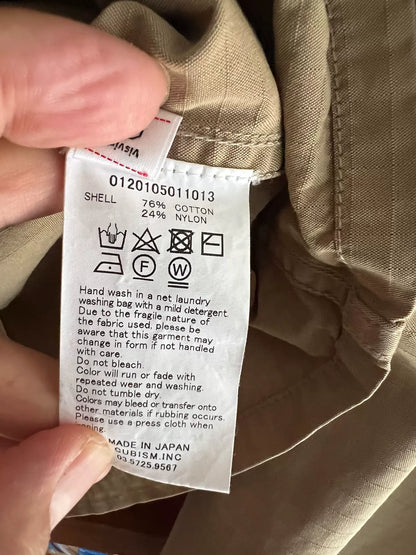 visvim
0120105011013
SHELL 76% COTTON
24% NYLON
F W
Hand wash in a net laundry
washing bag with a mild detergent.
Due to the fragile nature of
the fabric used, please be
aware that this garment may
change in form if not handled
with care.
Do not bleach.
Color will run or fade with
repeated wear and washing.
Do not tumble dry.
Colors may bleed or transfer onto
other materials if rubbing occurs.
Please use a press cloth when
MADE IN JAPAN
CUBISM.INC
03 5725.9567